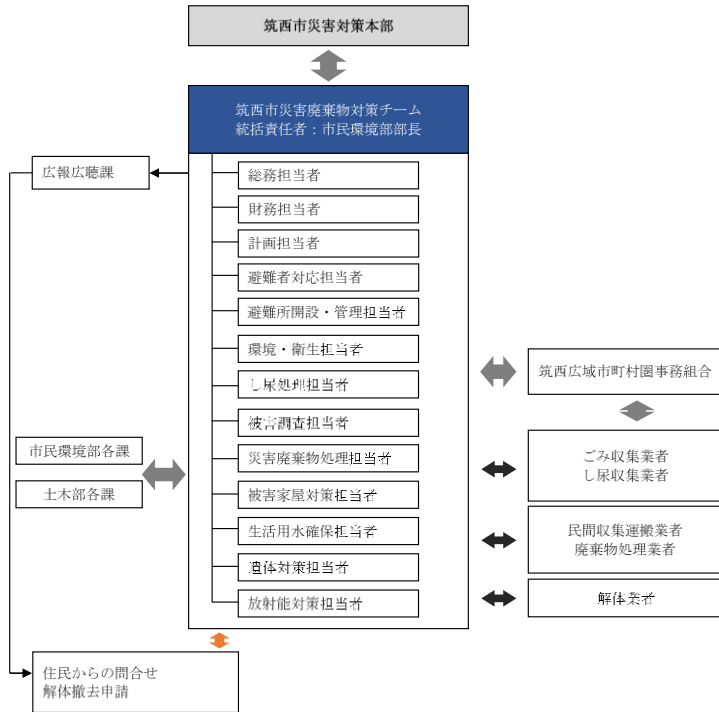 筑西市災害対策本部
筑西市災害廃棄物対策チーム
統括責任者：市民環境部部長
広報広聴課
総務担当者
財務担当者
計画担当者
避難者対応担当者
避難所開設・管理担当者
環境・衛生担当者
し尿処理担当者
被害調査担当者
災害廃棄物処理担当者
被害家屋対策担当者
生活用水確保担当者
遺体対策担当者
放射能対策担当者
市民環境部各課
土木部各課
筑西広域市町村圏事務組合
ごみ収集業者
し尿収集業者
民間収集運搬業者
廃棄物処理業者
解体業者
住民からの問合せ
解体撤去申請